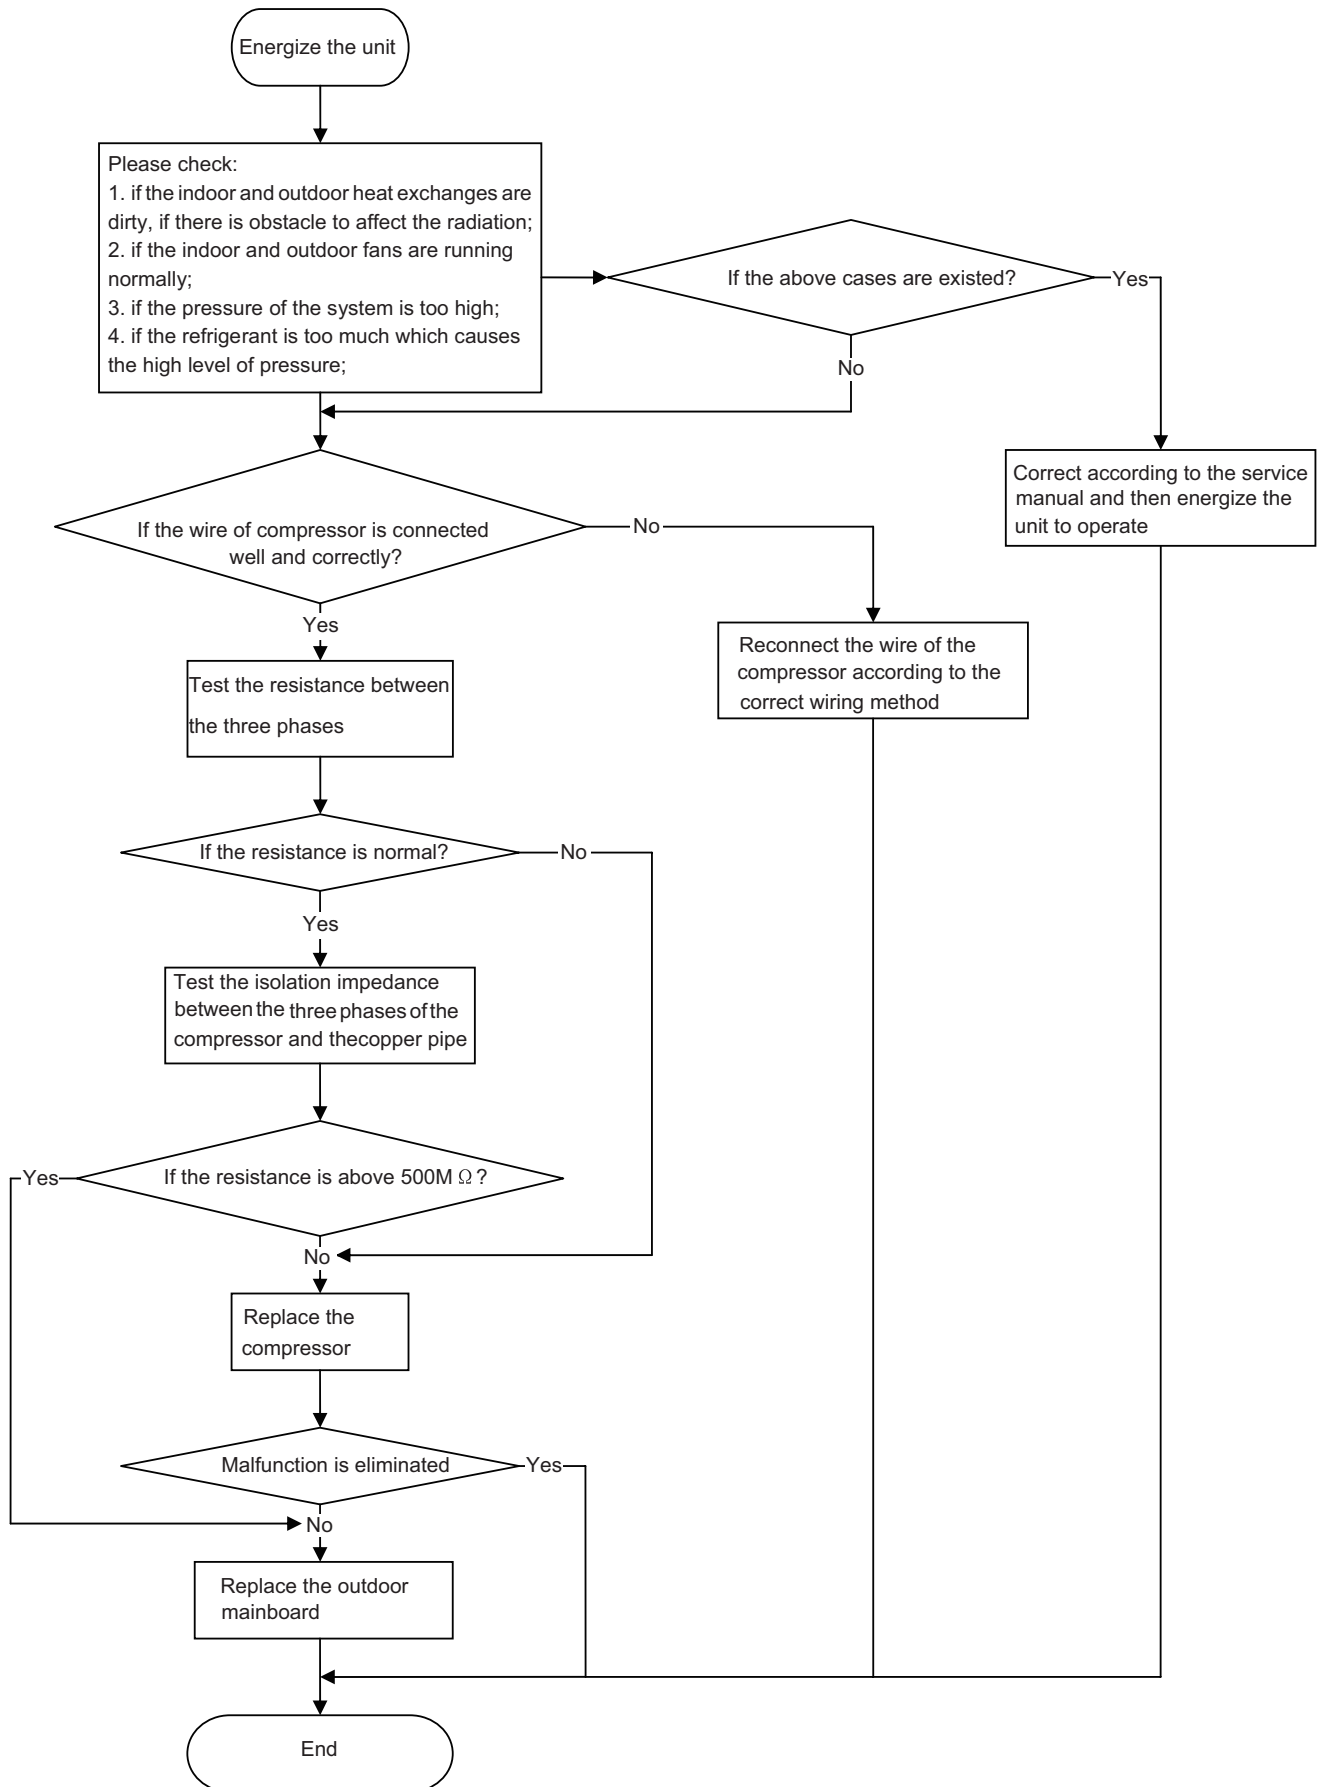 Energize the unit
Please check:
1. if the indoor and outdoor heat exchanges are
dirty, if there is obstacle to affect the radiation;
2. if the indoor and outdoor fans are running
normally;
3. if the pressure of the system is too high;
4. if the refrigerant is too much which causes
the high level of pressure;
If the above cases are existed?
Yes
No
Correct according to the service
manual and then energize the
unit to operate
If the wire of compressor is connected
well and correctly?
No
Yes
Reconnect the wire of the
compressor according to the
correct wiring method
Test the resistance between
the three phases
If the resistance is normal?
No
Yes
Test the isolation impedance
between the three phases of the
compressor and thecopper pipe
If the resistance is above 500M Ω ?
Yes
No
Replace the
compressor
Malfunction is eliminated
Yes
No
Replace the outdoor
mainboard
End